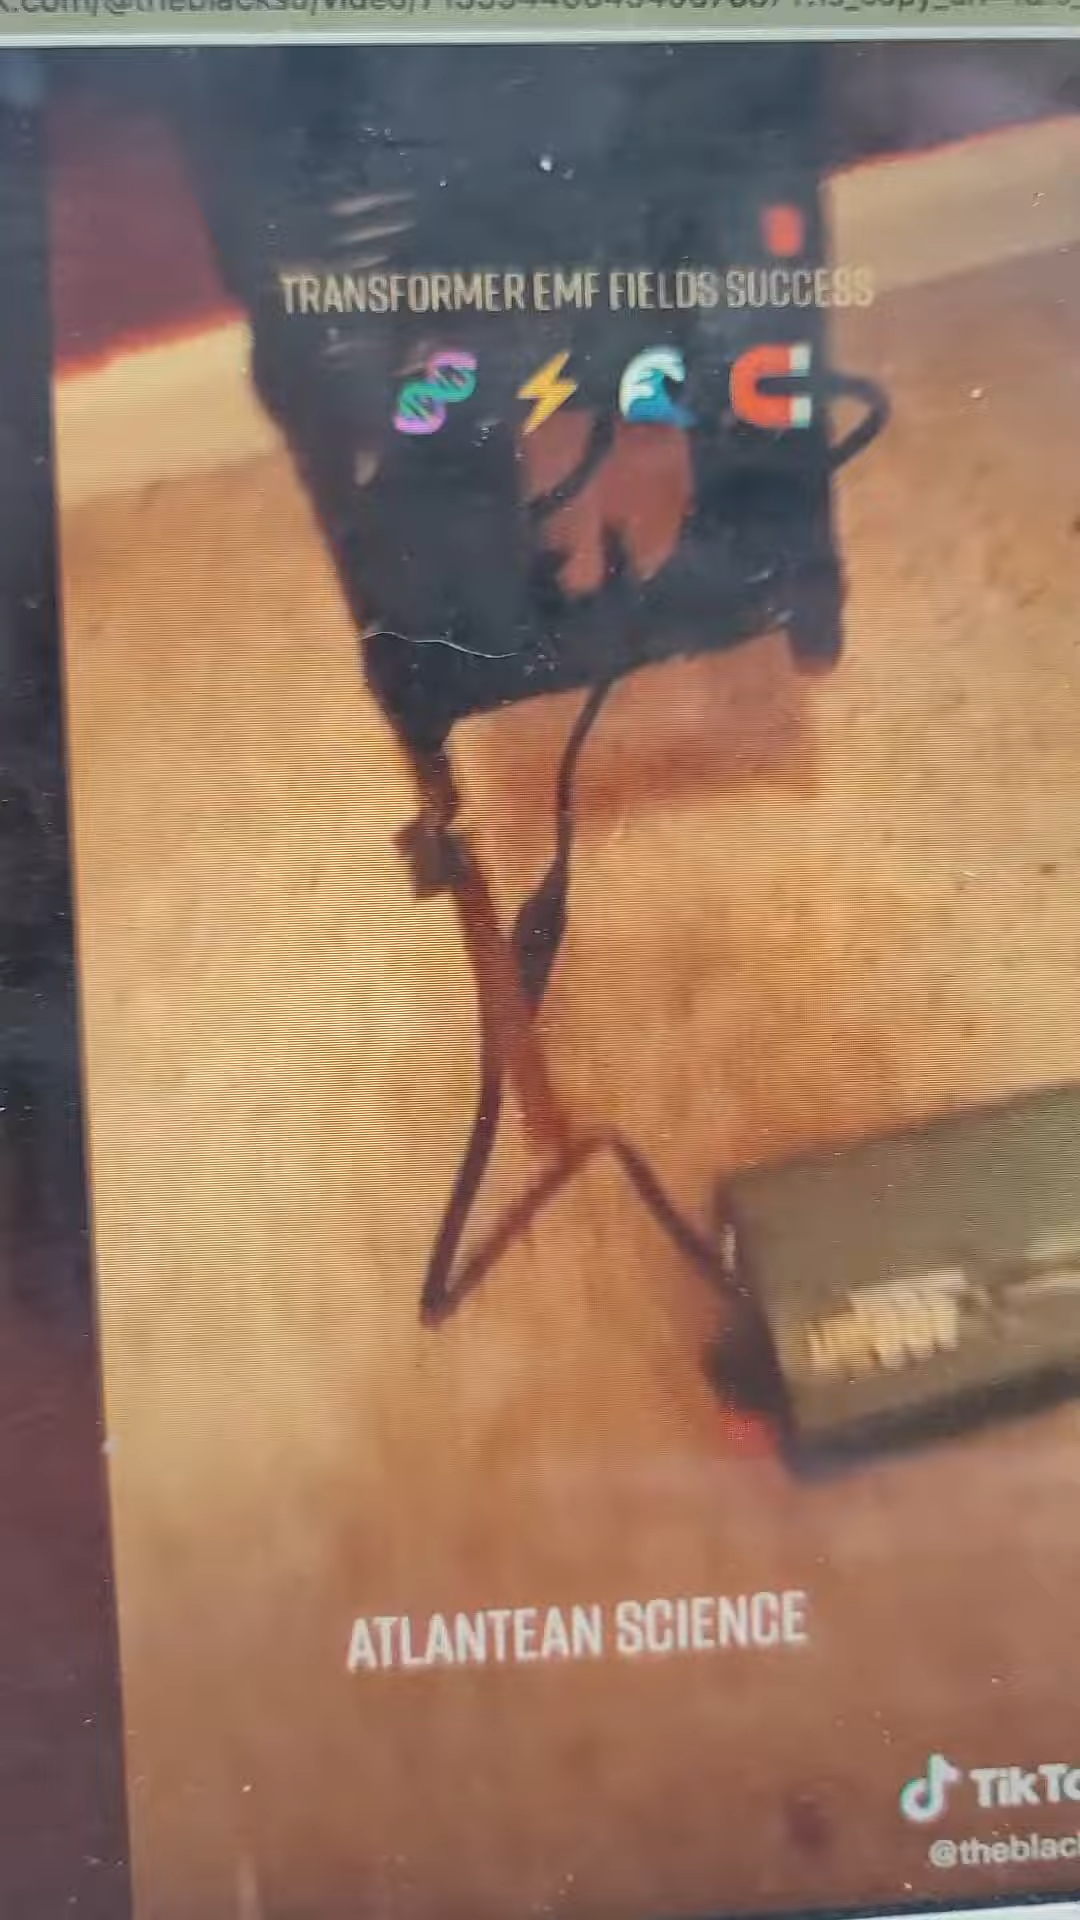 TRANSFORMER EMF FIELDS SUCCESS
ATLANTEAN SCIENCE
TikTo
@theblac